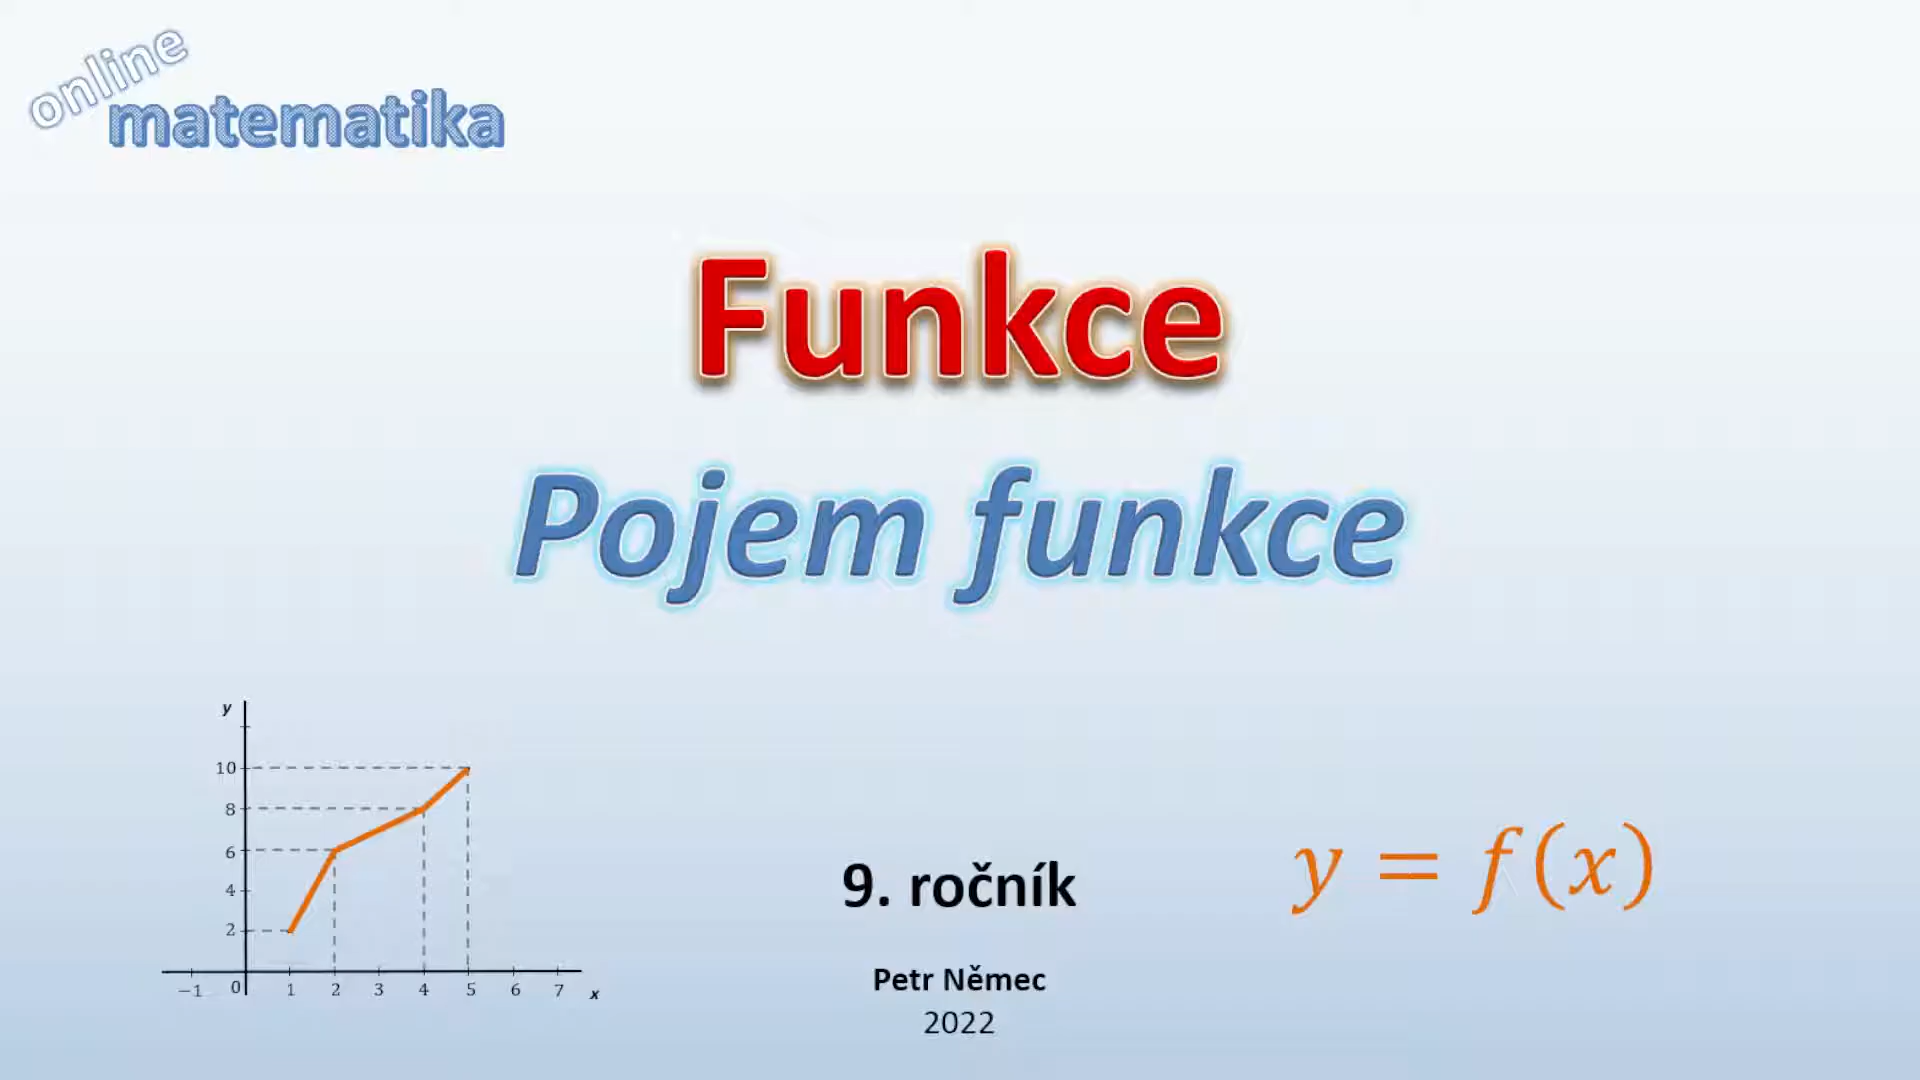 online
matematika
Funkce
Pojem funkce
y
10
8
6
4
2
−1 0 1 2 3 4 5 6 7 x
9. ročník
y = f(x)
Petr Němec
2022